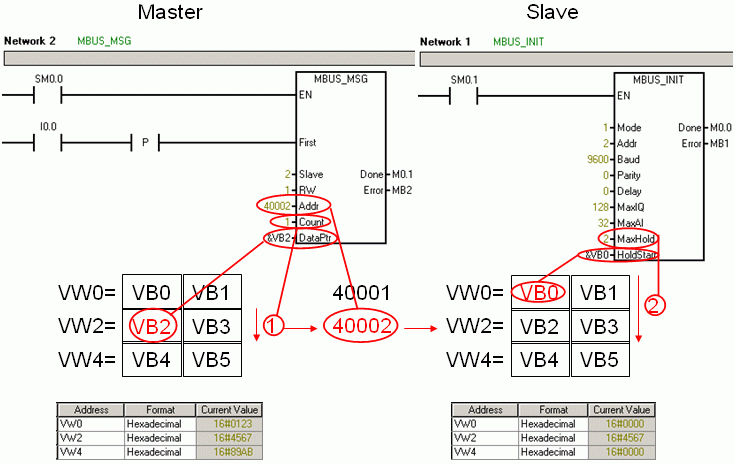 Master
Slave
Network 2 MBUS_MSG
Network 1 MBUS_INIT
SM0.0
MBUS_MSG
EN
I0.0
P
First
2 Slave
Done M0.1
1 RW
Error MB2
40002 Addr
1 Count
&VB2 DataPtr
SM0.1
MBUS_INIT
EN
1 Mode
Done M0.0
2 Addr
Error MB1
9600 Baud
0 Parity
0 Delay
128 MaxIQ
32 MaxAI
2 MaxHold
&VB0 HoldStart
VW0= VB0 VB1
VW2= VB2 VB3
VW4= VB4 VB5
1
40001
40002
VW0= VB0 VB1
VW2= VB2 VB3
VW4= VB4 VB5
2
Address Format Current Value
VW0 Hexadecimal 16#0123
VW2 Hexadecimal 16#4567
VW4 Hexadecimal 16#89AB
Address Format Current Value
VW0 Hexadecimal 16#0000
VW2 Hexadecimal 16#4567
VW4 Hexadecimal 16#0000